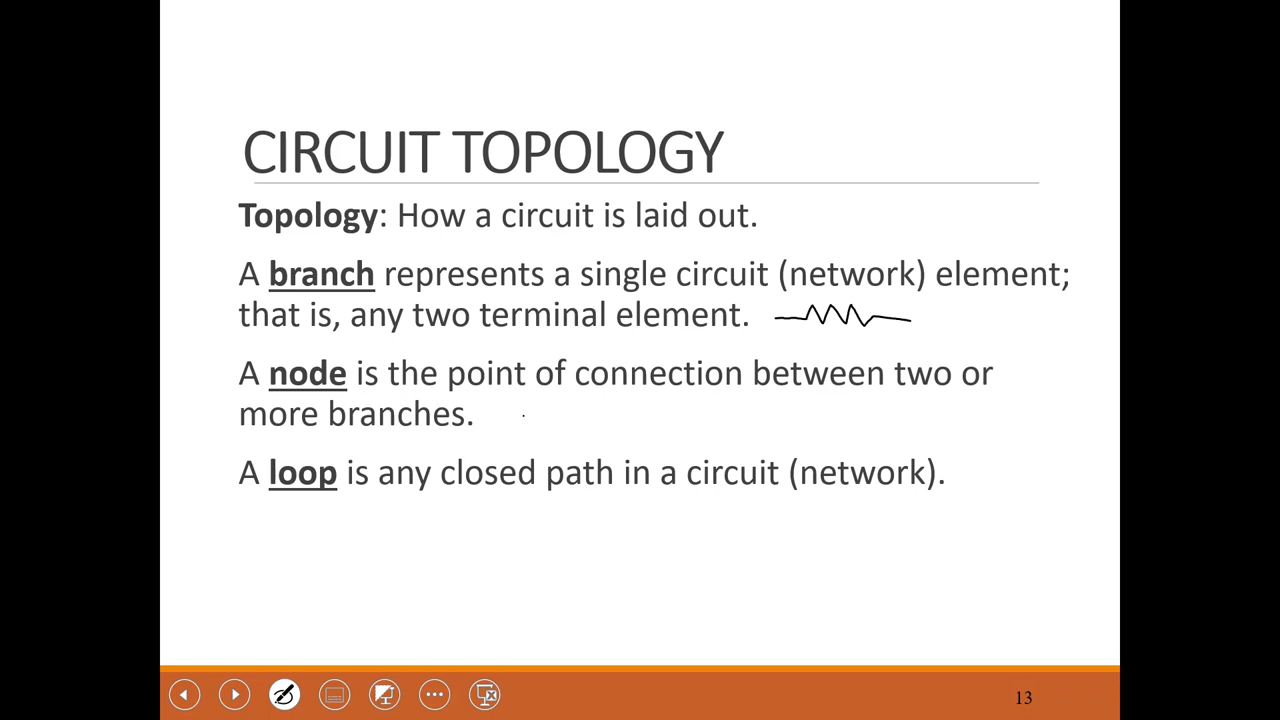 CIRCUIT TOPOLOGY
Topology: How a circuit is laid out.
A branch represents a single circuit (network) element;
that is, any two terminal element.
A node is the point of connection between two or
more branches.
A loop is any closed path in a circuit (network).
13